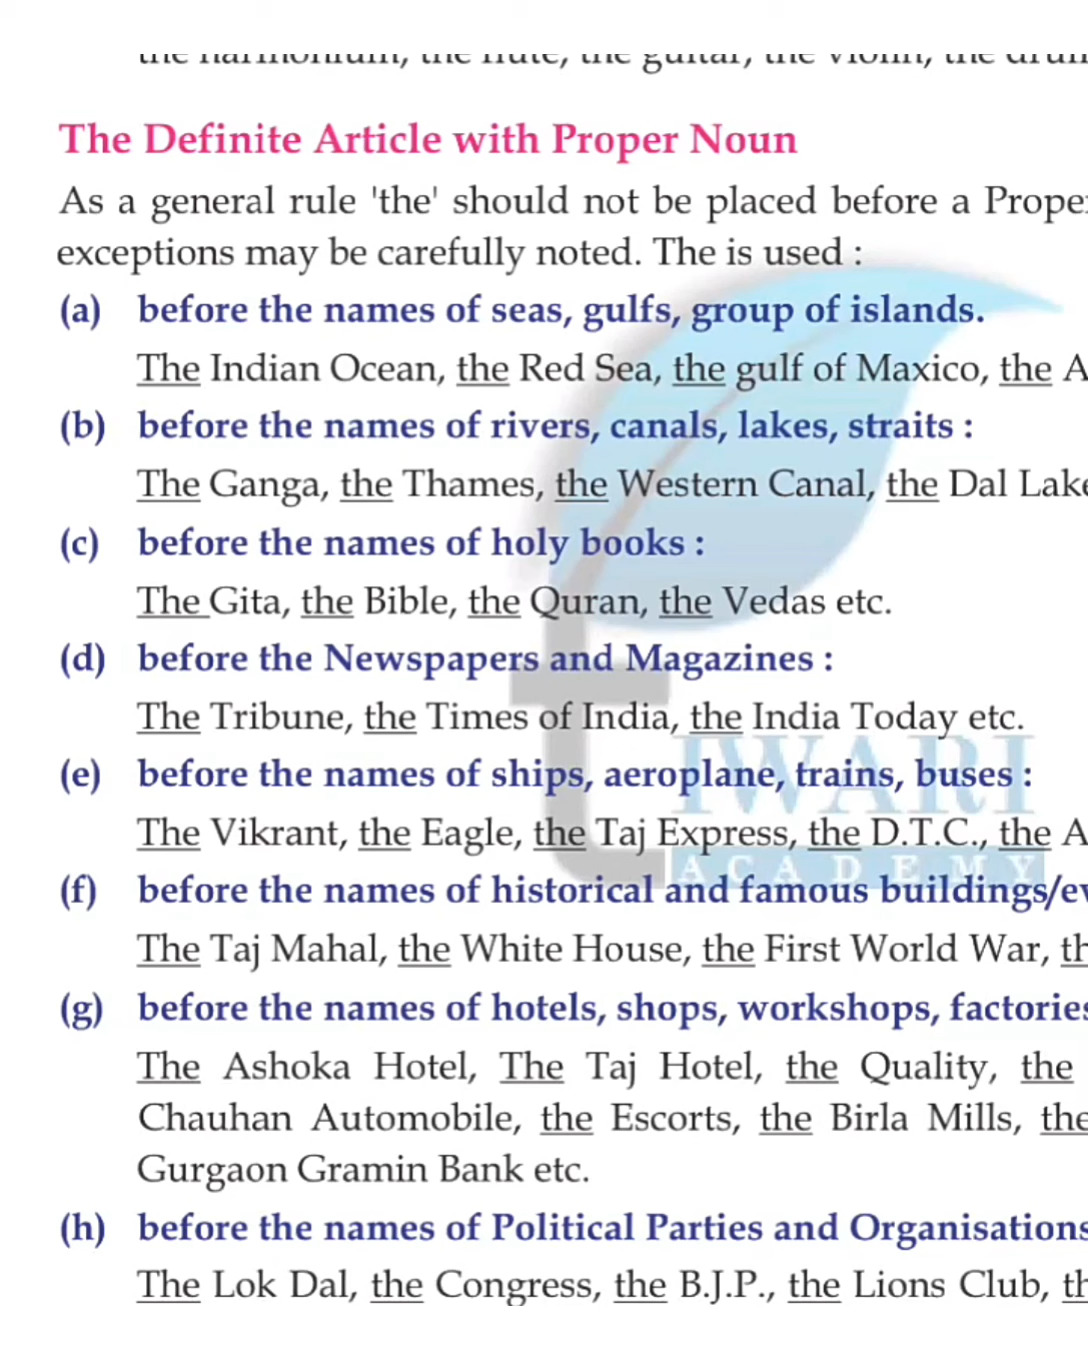 the harmonium, the flute, the guitar, the violin, the
The Definite Article with Proper Noun
As a general rule 'the' should not be placed before a
exceptions may be carefully noted. The is used :
(a) before the names of seas, gulfs, group of islands.
The Indian Ocean, the Red Sea, the gulf of Maxico, the A
(b) before the names of rivers, canals, lakes, straits :
The Ganga, the Thames, the Western Canal, the Dal
(c) before the names of holy books :
The Gita, the Bible, the Quran, the Vedas etc.
(d) before the Newspapers and Magazines :
The Tribune, the Times of India, the India Today etc.
(e) before the names of ships, aeroplane, trains, buses :
The Vikrant, the Eagle, the Taj Express, the D.T.C., the A
(f) before the names of historical and famous
The Taj Mahal, the White House, the First World War,
(g) before the names of hotels, shops, workshops,
The Ashoka Hotel, The Taj Hotel, the Quality, the
Chauhan Automobile, the Escorts, the Birla Mills,
Gurgaon Gramin Bank etc.
(h) before the names of Political Parties and
The Lok Dal, the Congress, the B.J.P., the Lions Club,
tIWARI
ACADEMY